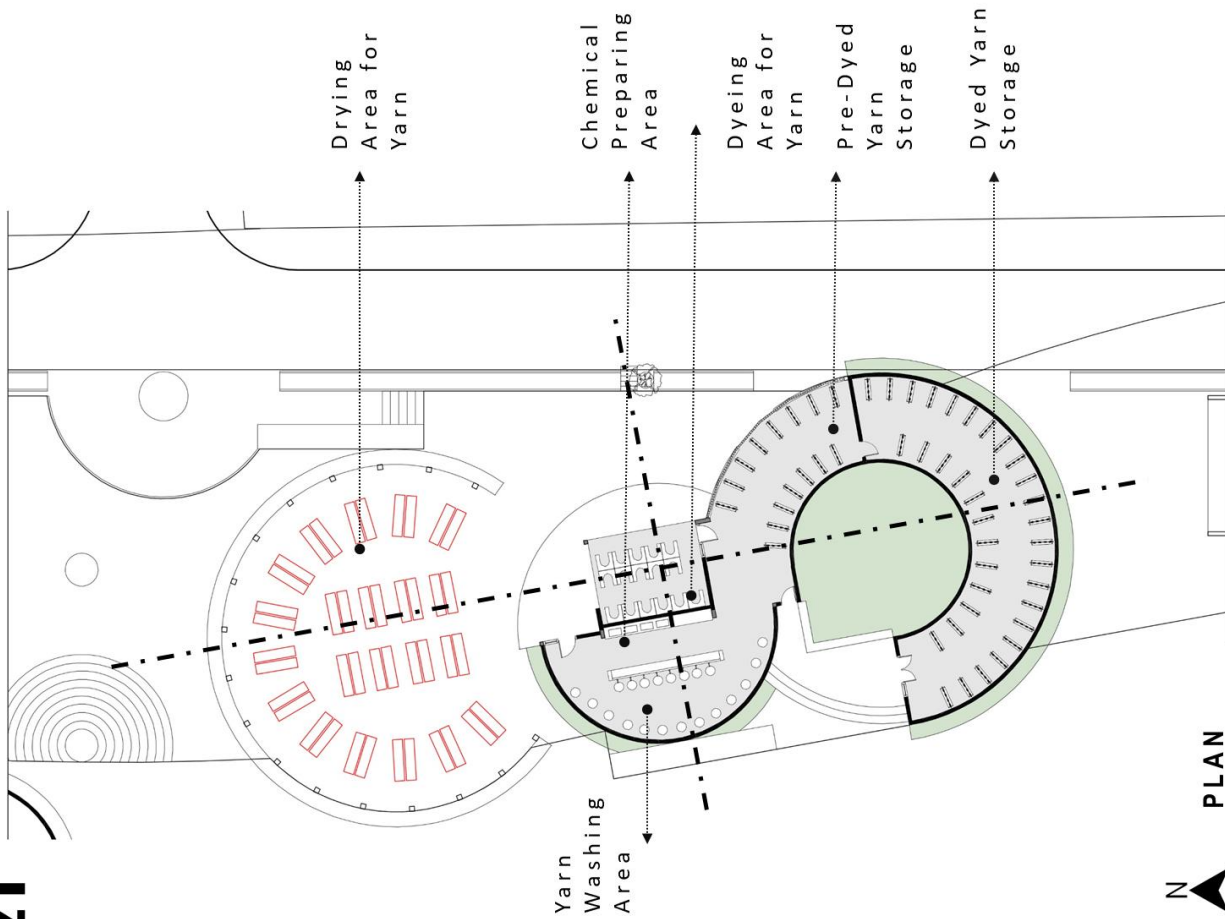 Drying
Area for
Yarn
Yarn
Washing
Area
Chemical
Preparing
Area
Dyeing
Area for
Yarn
Pre-Dyed
Yarn
Storage
Dyed Yarn
Storage
N
PLAN